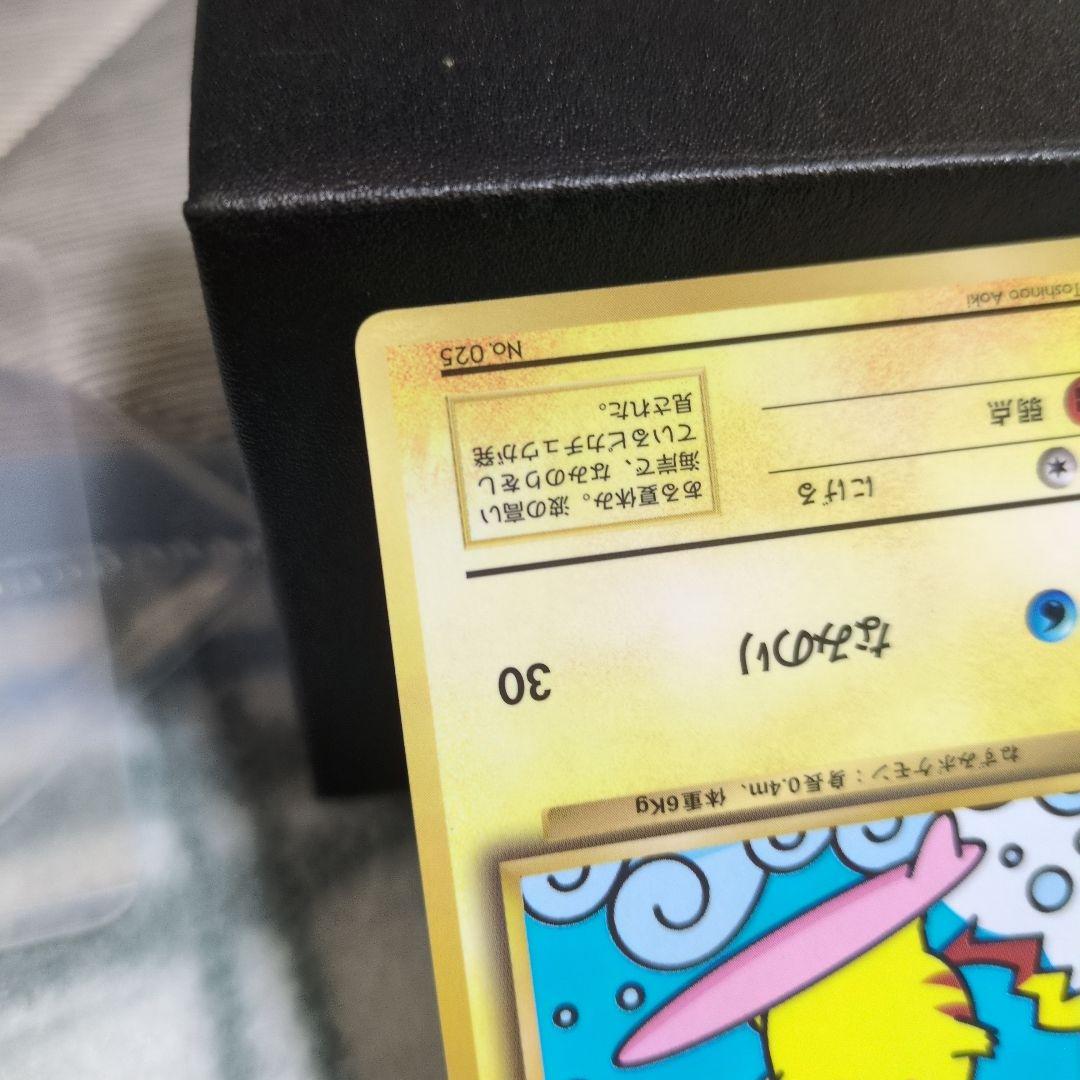 ねずみポケモン：身長0.4m、体重6Kg
なみのり 30
にげる
弱点
ある夏休み。波の高い
海岸で、なみのりをし
ているピカチュウが発
見された。
Toshinao Aoki
No.025